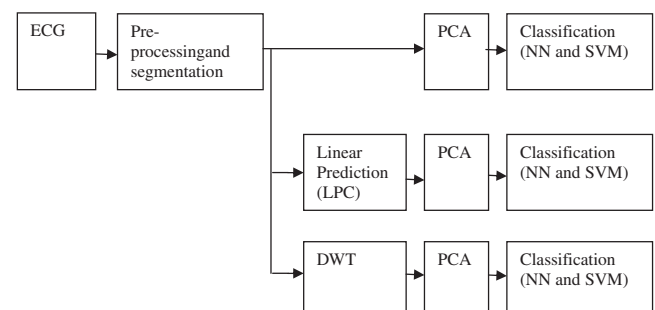 ECG
Pre-
processingand
segmentation
PCA
Classification
(NN and SVM)
Linear
Prediction
(LPC)
PCA
Classification
(NN and SVM)
DWT
PCA
Classification
(NN and SVM)